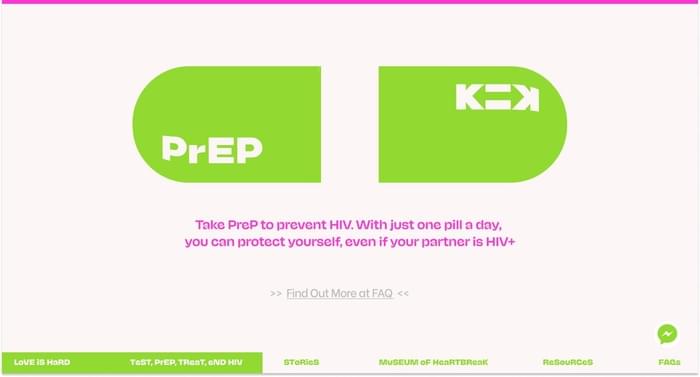 PrEP
K=K
Take PreP to prevent HIV. With just one pill a day,
you can protect yourself, even if your partner is HIV+
>> Find Out More at FAQ <<
LoVE iS HaRD
TeST, PrEP, TReaT, eND HIV
SToRieS
MuSEUM oF HeaRTBReaK
ReSouRCeS
FAQs